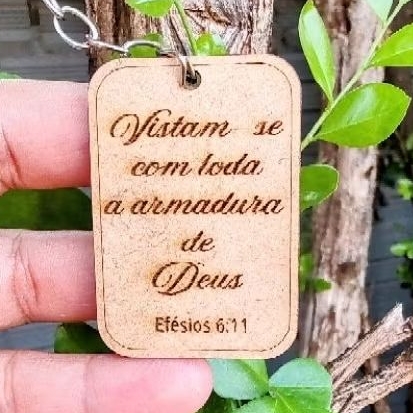 Vistam se
com toda
a armadura
de
Deus
Efésios 6:11